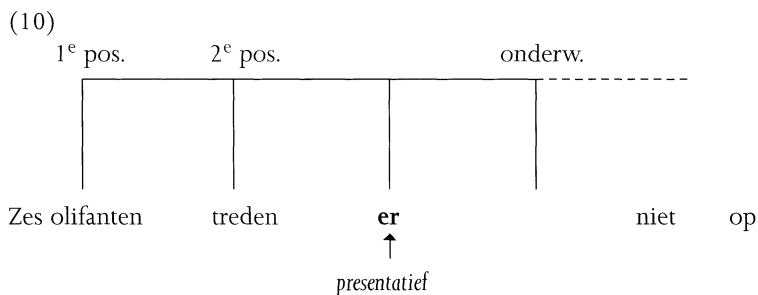 (10)
1e pos. 2e pos. onderw.
Zes olifanten treden er niet op
presentatief